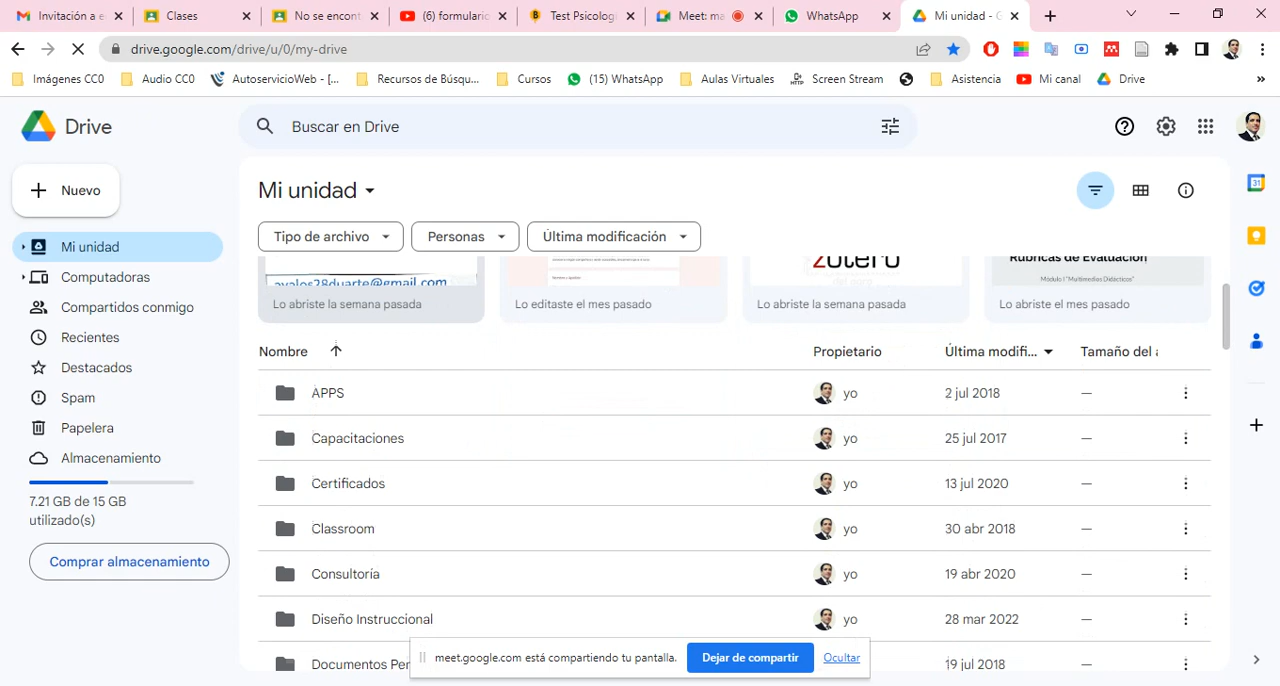 Invitación a e
Clases
No se encont
(6) formulario
Test Psicolog
Meet: ma
WhatsApp
Mi unidad - G
drive.google.com/drive/u/0/my-drive
Imágenes CC0
Audio CC0
AutoservicioWeb - [...
Recursos de Búsqu...
Cursos
(15) WhatsApp
Aulas Virtuales
Screen Stream
Asistencia
Mi canal
Drive
»
Drive
Buscar en Drive
Nuevo
Mi unidad
Computadoras
Compartidos conmigo
Recientes
Destacados
Spam
Papelera
Almacenamiento
7.21 GB de 15 GB
utilizado(s)
Comprar almacenamiento
Mi unidad
Tipo de archivo
Personas
Última modificación
avalos28duarte@gmail.com
Lo abriste la semana pasada
Lo editaste el mes pasado
zotero
Lo abriste la semana pasada
Rúbricas de Evaluación
Módulo I "Multimedios Didácticos"
Lo abriste el mes pasado
Nombre
Propietario
Última modifi...
Tamaño del a
APPS
yo
2 jul 2018
—
Capacitaciones
yo
25 jul 2017
—
Certificados
yo
13 jul 2020
—
Classroom
yo
30 abr 2018
—
Consultoría
yo
19 abr 2020
—
Diseño Instruccional
yo
28 mar 2022
—
Documentos Per
19 jul 2018
—
meet.google.com está compartiendo tu pantalla.
Dejar de compartir
Ocultar
31